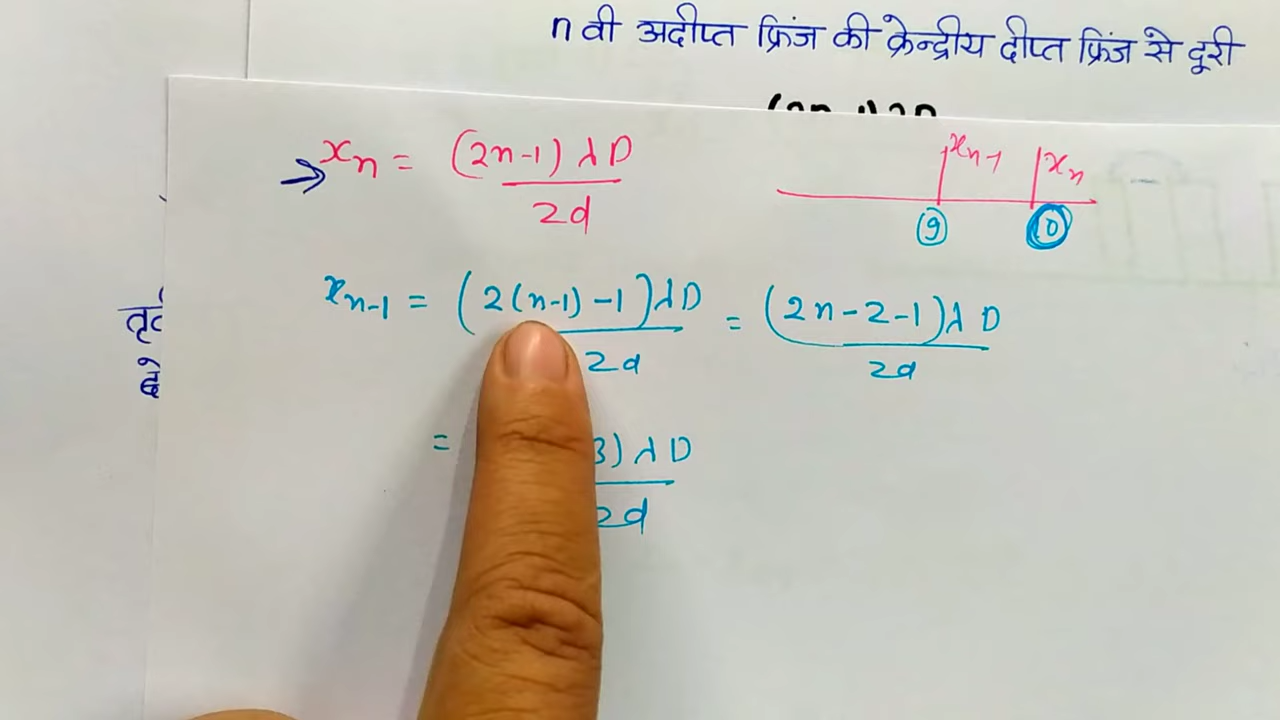 n वी अदीप्त फ्रिंज की केन्द्रीय दीप्त फ्रिंज से दूरी
xₙ = (2n-1) λD / 2d
xₙ₋₁ xₙ
9 10
xₙ₋₁ = (2(n-1)-1)λD / 2d = (2n-2-1)λD / 2d
= 3) λD / 2d